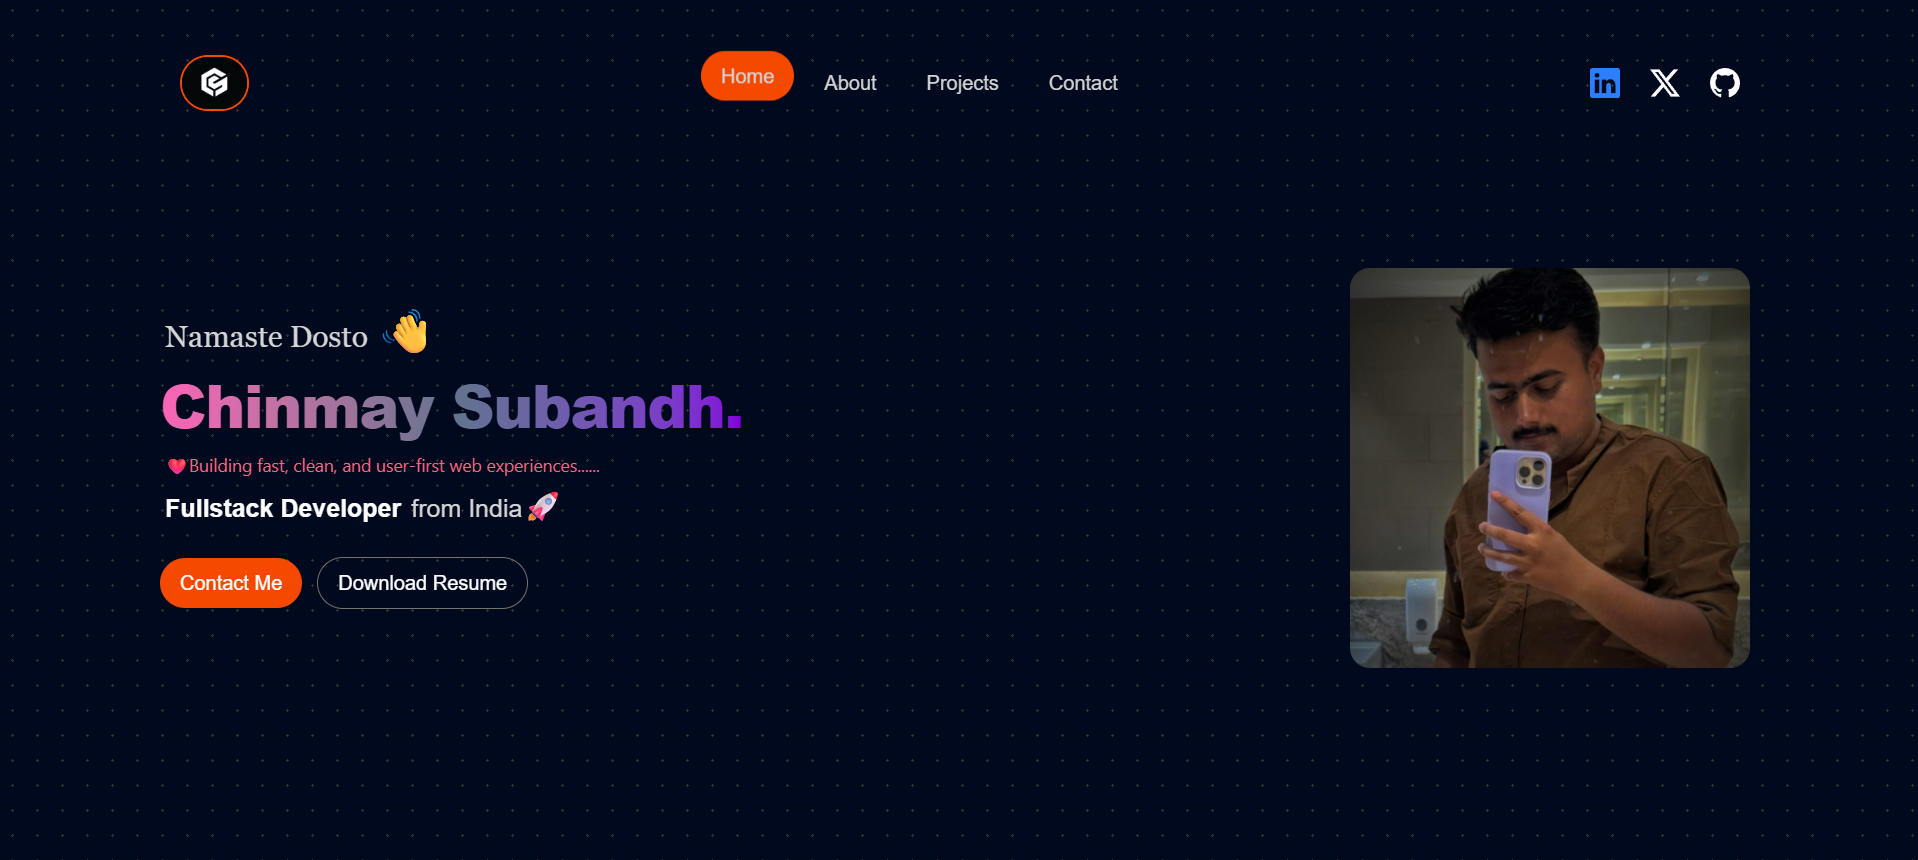 Home About Projects Contact
Namaste Dosto 👋
Chinmay Subandh.
❤Building fast, clean, and user-first web experiences......
Fullstack Developer from India 🚀
Contact Me Download Resume